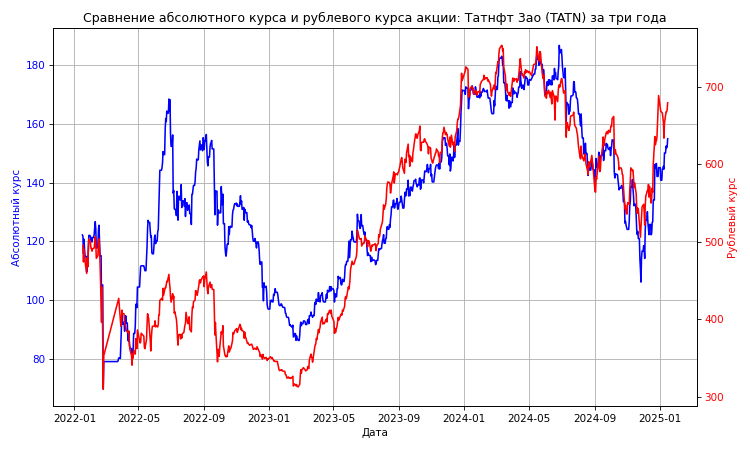 Сравнение абсолютного курса и рублевого курса акции: Татнфт 3ао (TATN) за три года
Абсолютный курс
180
160
140
120
100
80
700
600
500
400
300
Рублевый курс
2022-01 2022-05 2022-09 2023-01 2023-05 2023-09 2024-01 2024-05 2024-09 2025-01
Дата